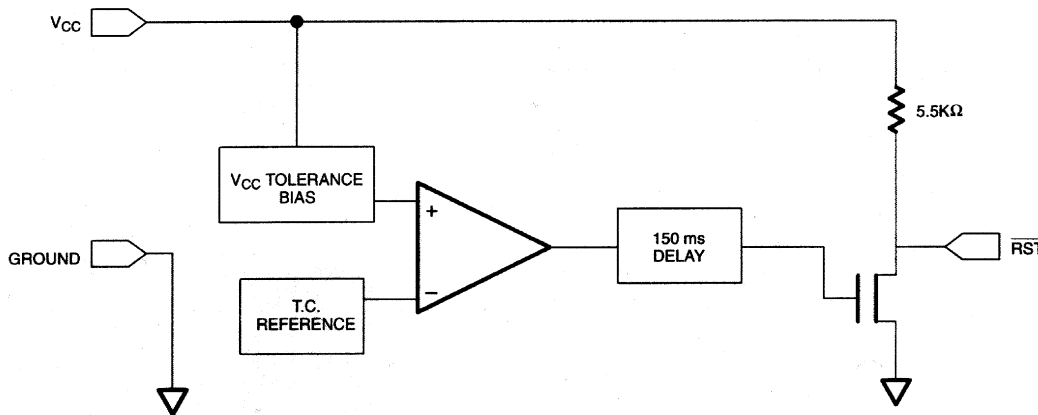 VCC
5.5KΩ
VCC TOLERANCE
BIAS
+
150 ms
DELAY
RST
GROUND
−
T.C.
REFERENCE